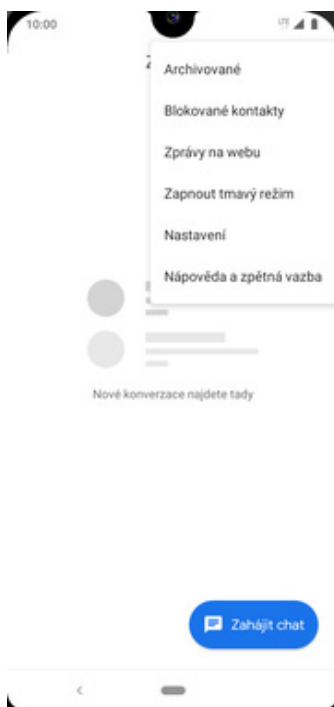 10:00
LTE
Z
Archivované
Blokované kontakty
Zprávy na webu
Zapnout tmavý režim
Nastavení
Nápověda a zpětná vazba
Nové konverzace najdete tady
Zahájit chat